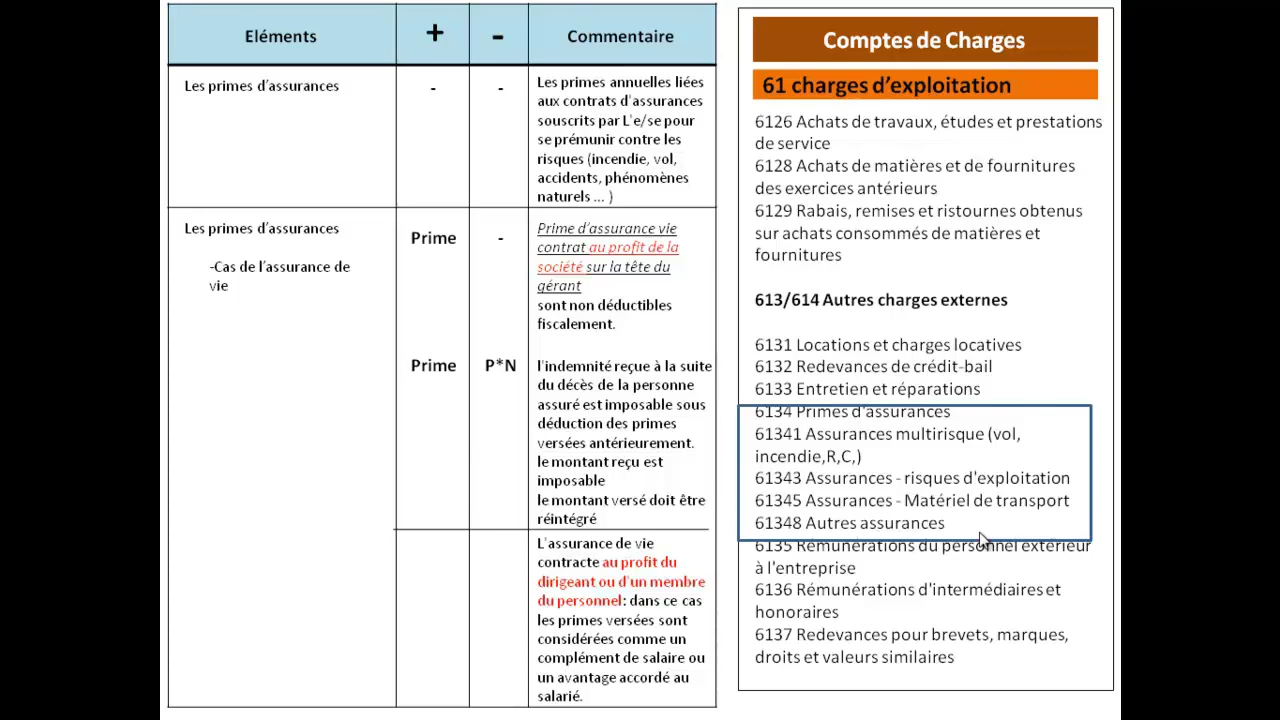 Eléments + - Commentaire
Les primes d'assurances - - Les primes annuelles liées
aux contrats d'assurances
souscrits par L'e/se pour
se prémunir contre les
risques (incendie, vol,
accidents, phénomènes
naturels ... )
Les primes d'assurances
-Cas de l'assurance de
vie
Prime - Prime d'assurance vie
contrat au profit de la
société sur la tête du
gérant
sont non déductibles
fiscalement.
Prime P*N l'indemnité reçue à la suite
du décès de la personne
assuré est imposable sous
déduction des primes
versées antérieurement.
le montant reçu est
imposable
le montant versé doit être
réintégré
L'assurance de vie
contracte au profit du
dirigeant ou d'un membre
du personnel : dans ce cas
les primes versées sont
considérées comme un
complément de salaire ou
un avantage accordé au
salarié.
Comptes de Charges
61 charges d'exploitation
6126 Achats de travaux, études et prestations
de service
6128 Achats de matières et de fournitures
des exercices antérieurs
6129 Rabais, remises et ristournes obtenus
sur achats consommés de matières et
fournitures
613/614 Autres charges externes
6131 Locations et charges locatives
6132 Redevances de crédit-bail
6133 Entretien et réparations
6134 Primes d'assurances
61341 Assurances multirisque (vol,
incendie,R,C,)
61343 Assurances - risques d'exploitation
61345 Assurances - Matériel de transport
61348 Autres assurances
6135 Rémunérations du personnel extérieur
à l'entreprise
6136 Rémunérations d'intermédiaires et
honoraires
6137 Redevances pour brevets, marques,
droits et valeurs similaires